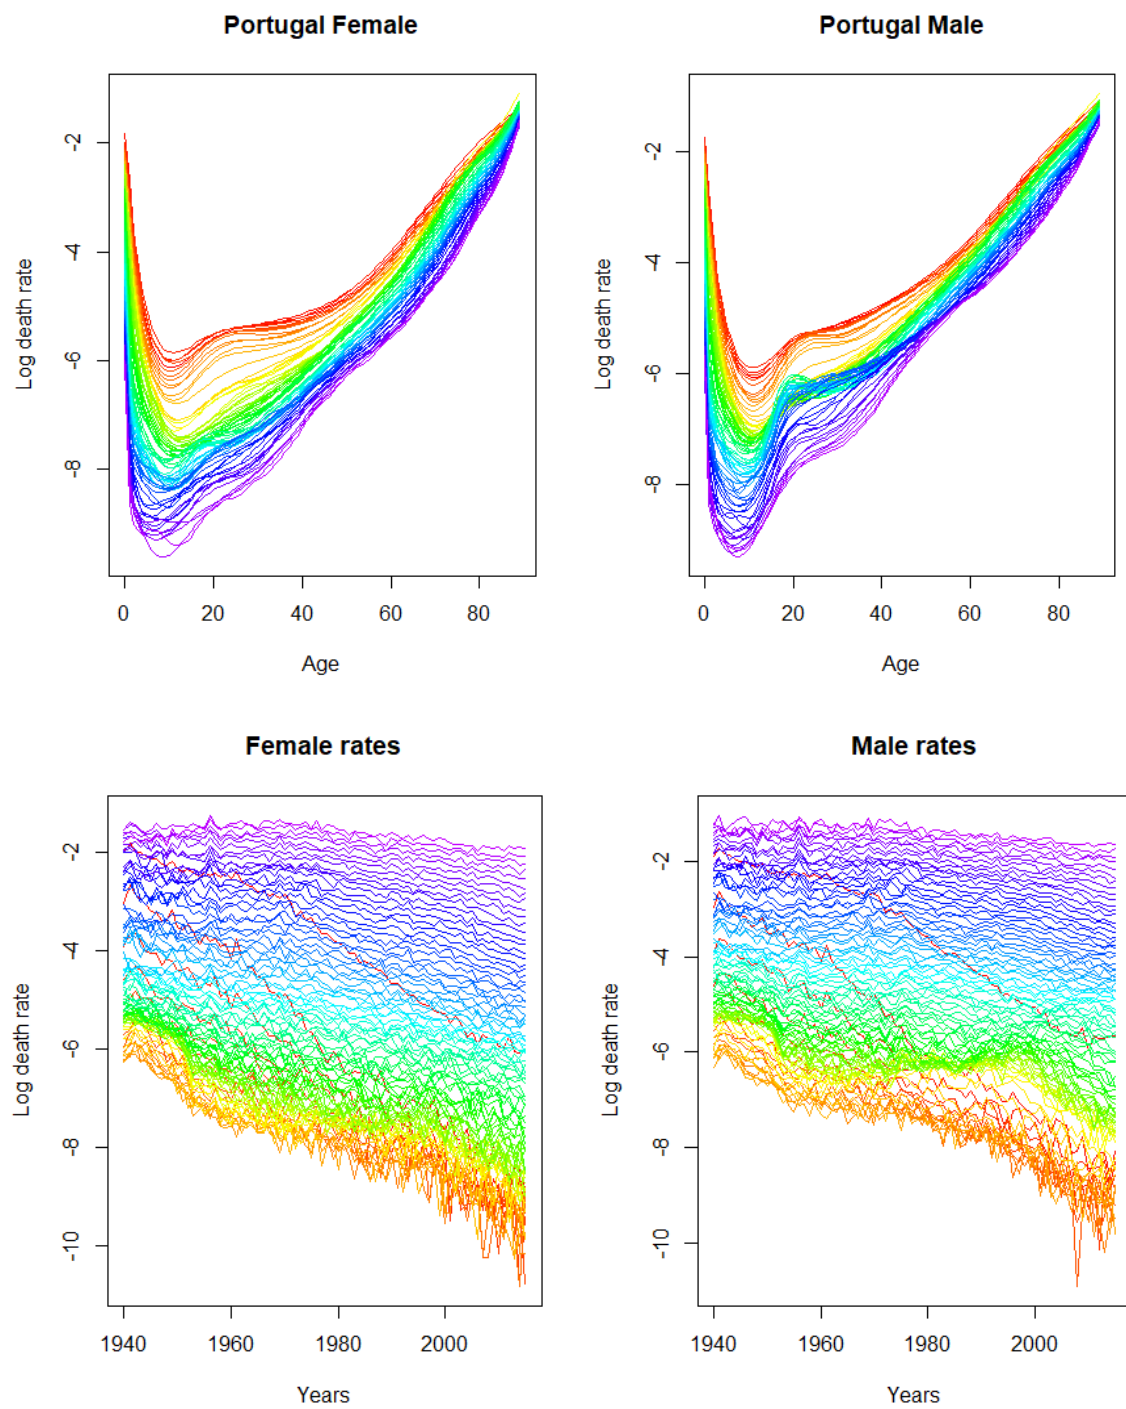 Portugal Female
Portugal Male
Log death rate
-2
-4
-6
-8
0 20 40 60 80
Age
Log death rate
-2
-4
-6
-8
0 20 40 60 80
Age
Female rates
Male rates
Log death rate
-2
-4
-6
-8
-10
1940 1960 1980 2000
Years
Log death rate
-2
-4
-6
-8
-10
1940 1960 1980 2000
Years